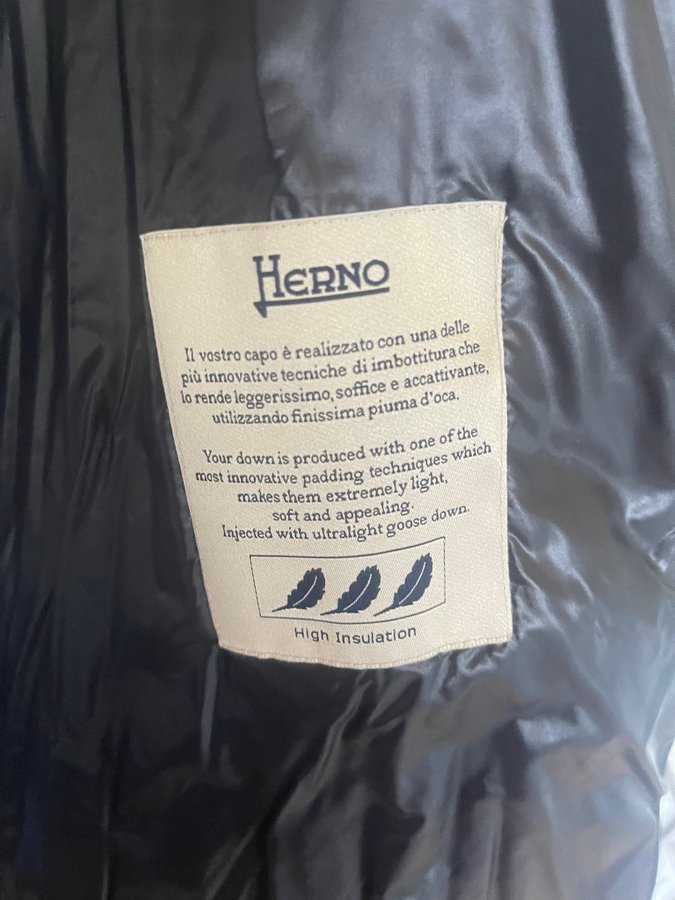 HERNO
Il vostro capo è realizzato con una delle
più innovative tecniche di imbottitura che
lo rende leggerissimo, soffice e accattivante,
utilizzando finissima piuma d'oca.
Your down is produced with one of the
most innovative padding techniques which
makes them extremely light,
soft and appealing.
Injected with ultralight goose down.
High Insulation